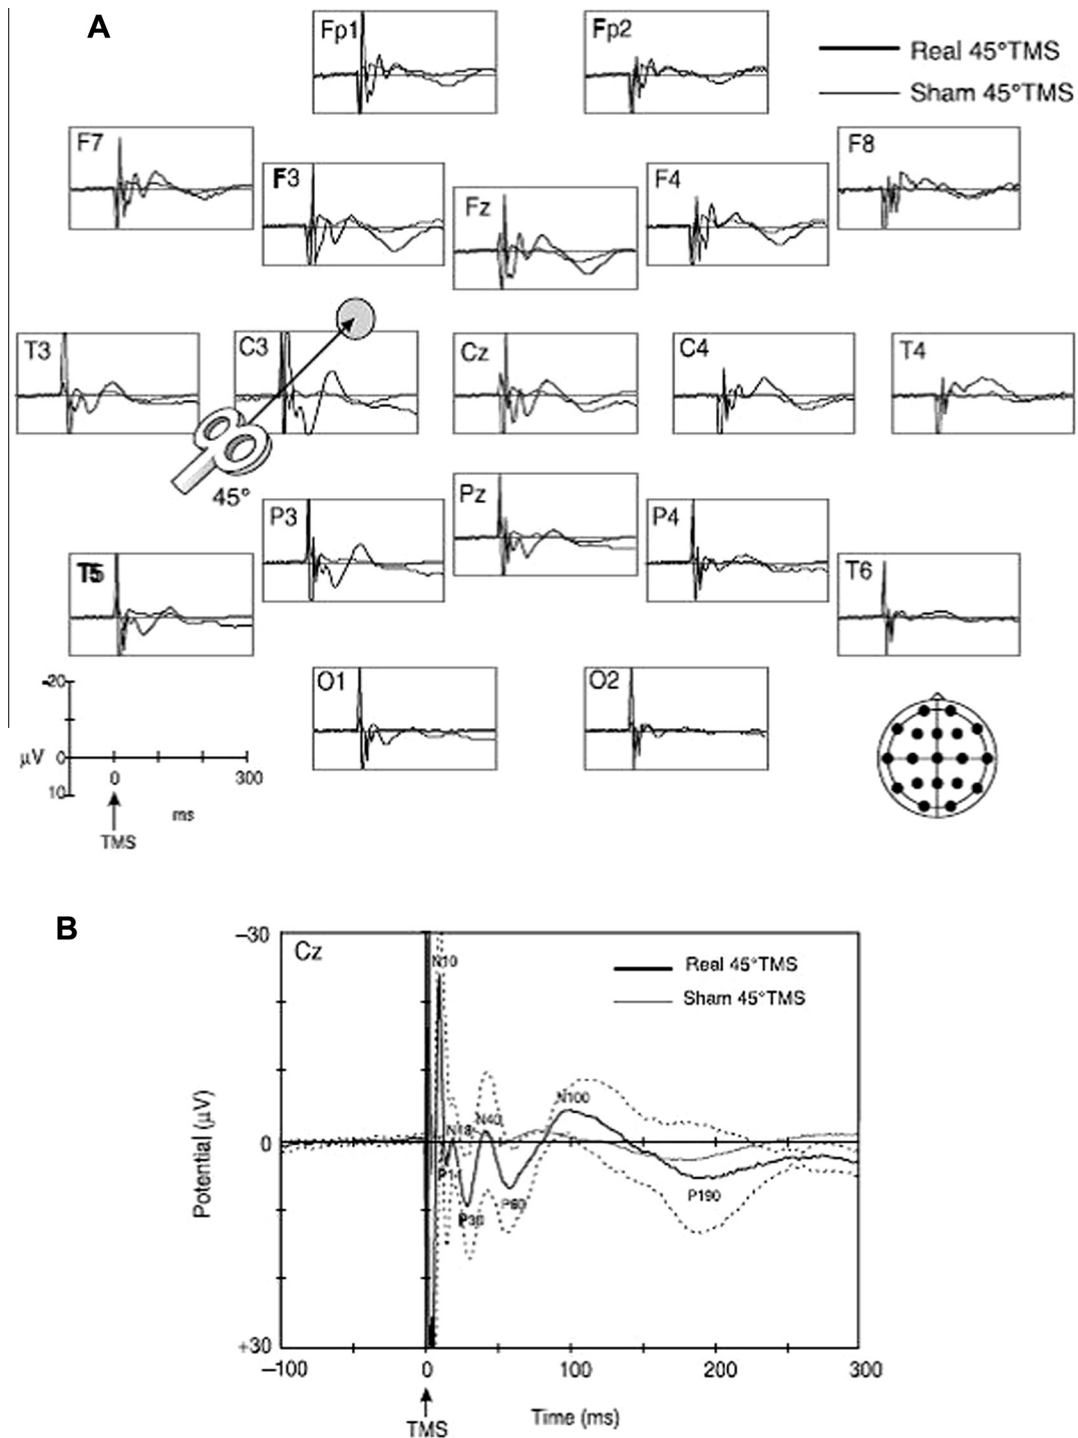 A
Fp1
Fp2
Real 45°TMS
Sham 45°TMS
F7
F3
Fz
F4
F8
T3
C3
Cz
C4
T4
45°
T5
P3
Pz
P4
T6
O1
O2
-20
μV 0
10
0 300
ms
TMS
B
Cz
Real 45°TMS
Sham 45°TMS
–30
0
+30
Potential (μV)
N10
P14
N18
P30
N40
P60
N100
P190
–100 0 100 200 300
Time (ms)
TMS